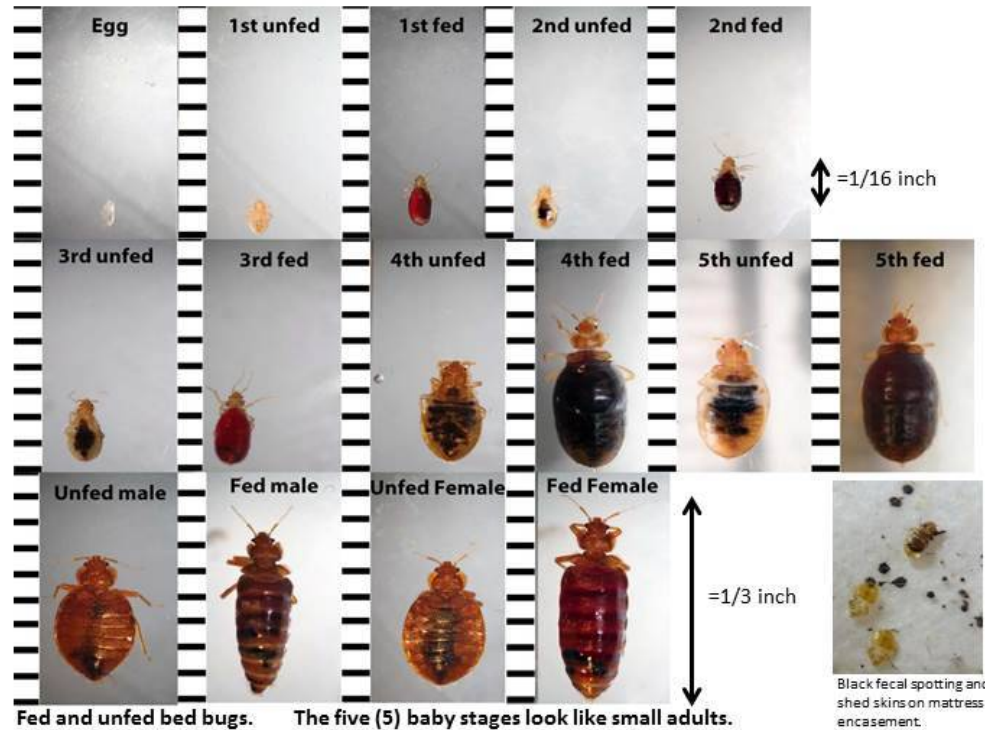 Egg
1st unfed
1st fed
2nd unfed
2nd fed
=1/16 inch
3rd unfed
3rd fed
4th unfed
4th fed
5th unfed
5th fed
Unfed male
Fed male
Unfed Female
Fed Female
=1/3 inch
Black fecal spotting and
shed skins on mattress
encasement.
Fed and unfed bed bugs.
The five (5) baby stages look like small adults.